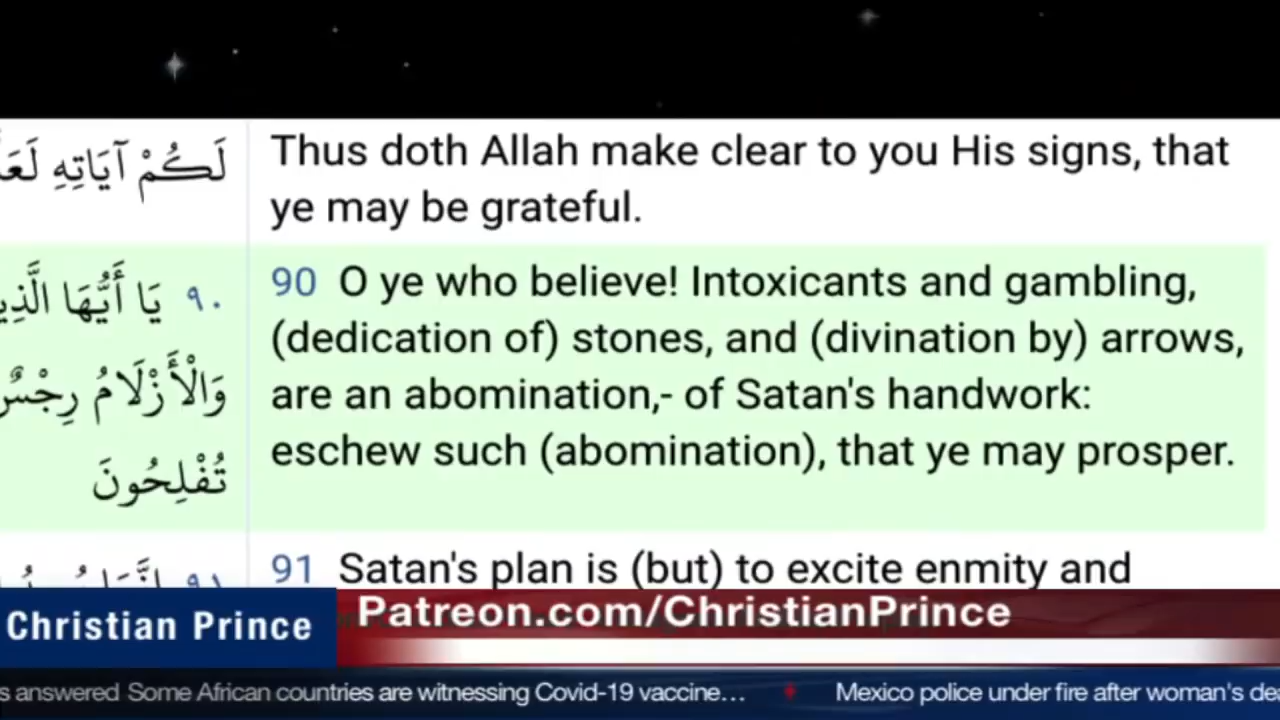 لَكُمْ آيَاتِهِ
Thus doth Allah make clear to you His signs, that
ye may be grateful.
٩٠ يَا أَيُّهَا
وَالْأَزْلَامُ رِجْسٌ
تُفْلِحُونَ
90 O ye who believe! Intoxicants and gambling,
(dedication of) stones, and (divination by) arrows,
are an abomination,- of Satan's handwork:
eschew such (abomination), that ye may prosper.
٩١
91 Satan's plan is (but) to excite enmity and
Christian Prince
Patreon.com/ChristianPrince
answered Some African countries are witnessing Covid-19 vaccine... Mexico police under fire after woman's